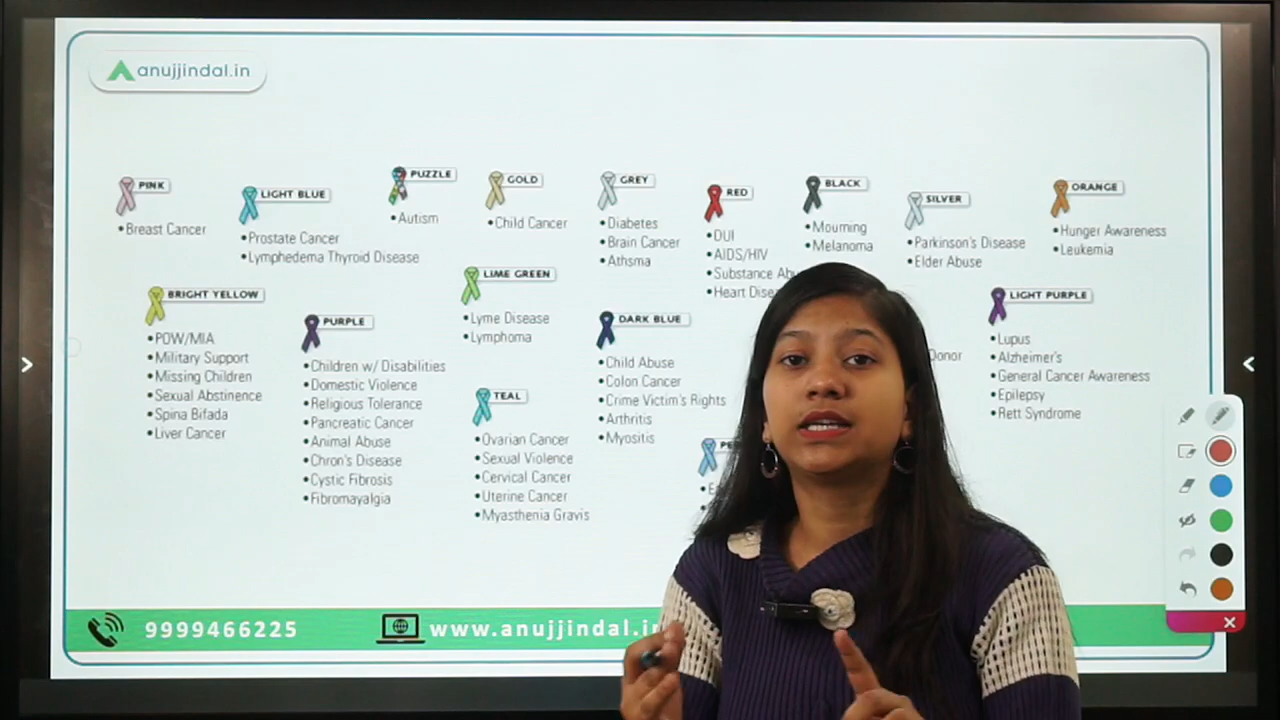 anujjindal.in
PINK
• Breast Cancer
LIGHT BLUE
• Prostate Cancer
• Lymphedema Thyroid Disease
PUZZLE
• Autism
GOLD
• Child Cancer
GREY
• Diabetes
• Brain Cancer
• Athsma
RED
• DUI
• AIDS/HIV
• Substance
• Heart
BLACK
• Mourning
• Melanoma
SILVER
• Parkinson's Disease
• Elder Abuse
ORANGE
• Hunger Awareness
• Leukemia
BRIGHT YELLOW
• POW/MIA
• Military Support
• Missing Children
• Sexual Abstinence
• Spina Bifada
• Liver Cancer
PURPLE
• Children w/ Disabilities
• Domestic Violence
• Religious Tolerance
• Pancreatic Cancer
• Animal Abuse
• Chron's Disease
• Cystic Fibrosis
• Fibromayalgia
LIME GREEN
• Lyme Disease
• Lymphoma
TEAL
• Ovarian Cancer
• Sexual Violence
• Cervical Cancer
• Uterine Cancer
• Myasthenia Gravis
DARK BLUE
• Child Abuse
• Colon Cancer
• Crime Victim's Rights
• Arthritis
• Myositis
Donor
LIGHT PURPLE
• Lupus
• Alzheimer's
• General Cancer Awareness
• Epilepsy
• Rett Syndrome
9999466225
www.anujjindal.in